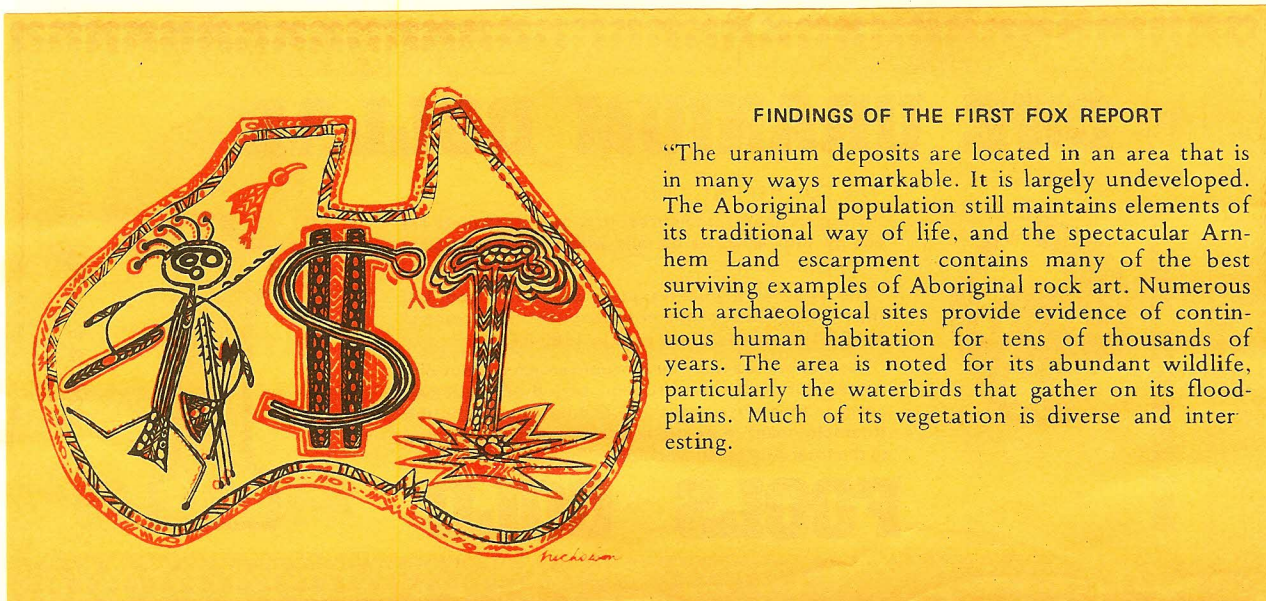 FINDINGS OF THE FIRST FOX REPORT
“The uranium deposits are located in an area that is
in many ways remarkable. It is largely undeveloped.
The Aboriginal population still maintains elements of
its traditional way of life, and the spectacular Arn-
hem Land escarpment contains many of the best
surviving examples of Aboriginal rock art. Numerous
rich archaeological sites provide evidence of contin-
uous human habitation for tens of thousands of
years. The area is noted for its abundant wildlife,
particularly the waterbirds that gather on its flood-
plains. Much of its vegetation is diverse and inter
esting.
nicholson